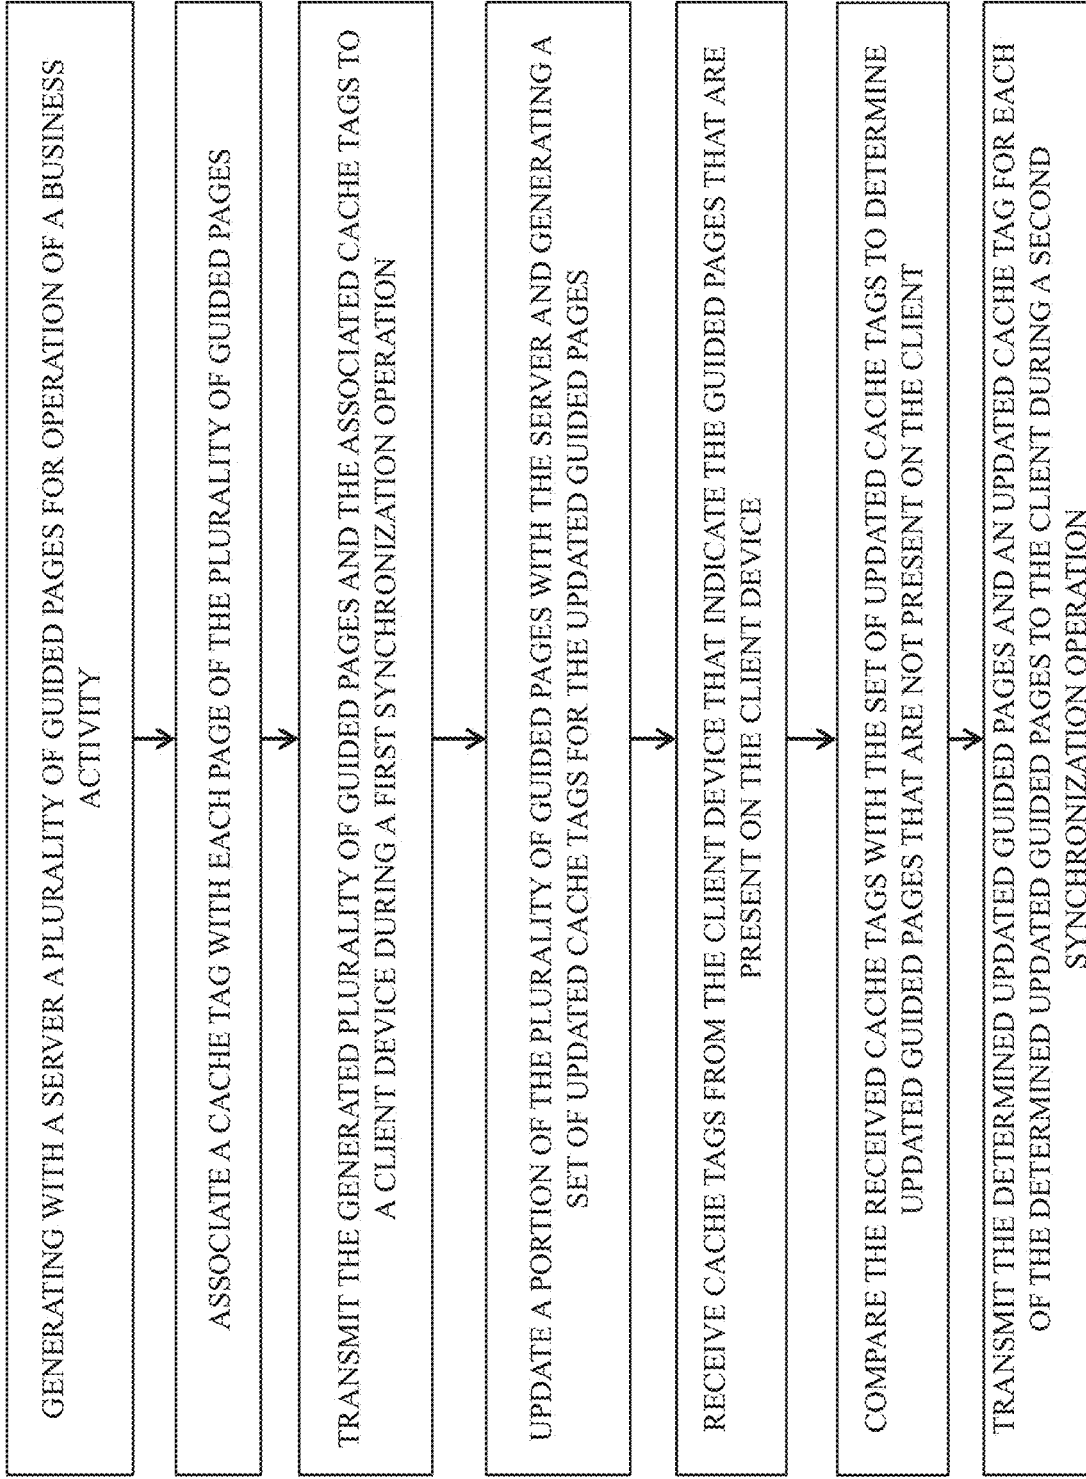 GENERATING WITH A SERVER A PLURALITY OF GUIDED PAGES FOR OPERATION OF A BUSINESS
ACTIVITY
ASSOCIATE A CACHE TAG WITH EACH PAGE OF THE PLURALITY OF GUIDED PAGES
TRANSMIT THE GENERATED PLURALITY OF GUIDED PAGES AND THE ASSOCIATED CACHE TAGS TO
A CLIENT DEVICE DURING A FIRST SYNCHRONIZATION OPERATION
UPDATE A PORTION OF THE PLURALITY OF GUIDED PAGES WITH THE SERVER AND GENERATING A
SET OF UPDATED CACHE TAGS FOR THE UPDATED GUIDED PAGES
RECEIVE CACHE TAGS FROM THE CLIENT DEVICE THAT INDICATE THE GUIDED PAGES THAT ARE
PRESENT ON THE CLIENT DEVICE
COMPARE THE RECEIVED CACHE TAGS WITH THE SET OF UPDATED CACHE TAGS TO DETERMINE
UPDATED GUIDED PAGES THAT ARE NOT PRESENT ON THE CLIENT
TRANSMIT THE DETERMINED UPDATED GUIDED PAGES AND AN UPDATED CACHE TAG FOR EACH
OF THE DETERMINED UPDATED GUIDED PAGES TO THE CLIENT DURING A SECOND
SYNCHRONIZATION OPERATION